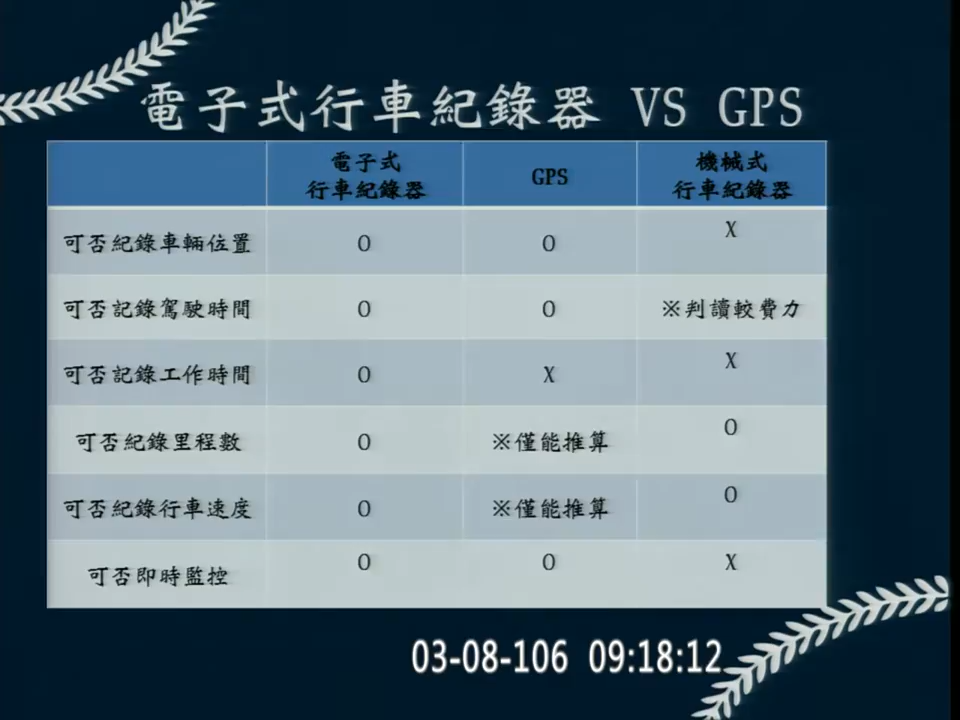 電子式行車紀錄器 VS GPS
電子式
行車紀錄器
GPS
機械式
行車紀錄器
可否紀錄車輛位置 O O X
可否記錄駕駛時間 O O ※判讀較費力
可否記錄工作時間 O X X
可否紀錄里程數 O ※僅能推算 O
可否紀錄行車速度 O ※僅能推算 O
可否即時監控 O O X
03-08-106 09:18:12